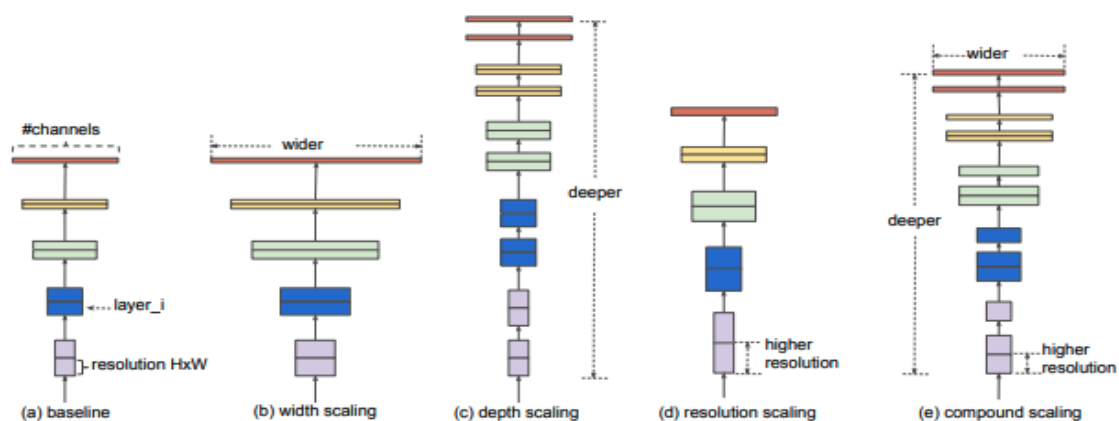 #channels
layer_i
resolution HxW
(a) baseline
wider
(b) width scaling
deeper
(c) depth scaling
higher
resolution
(d) resolution scaling
wider
deeper
higher
resolution
(e) compound scaling